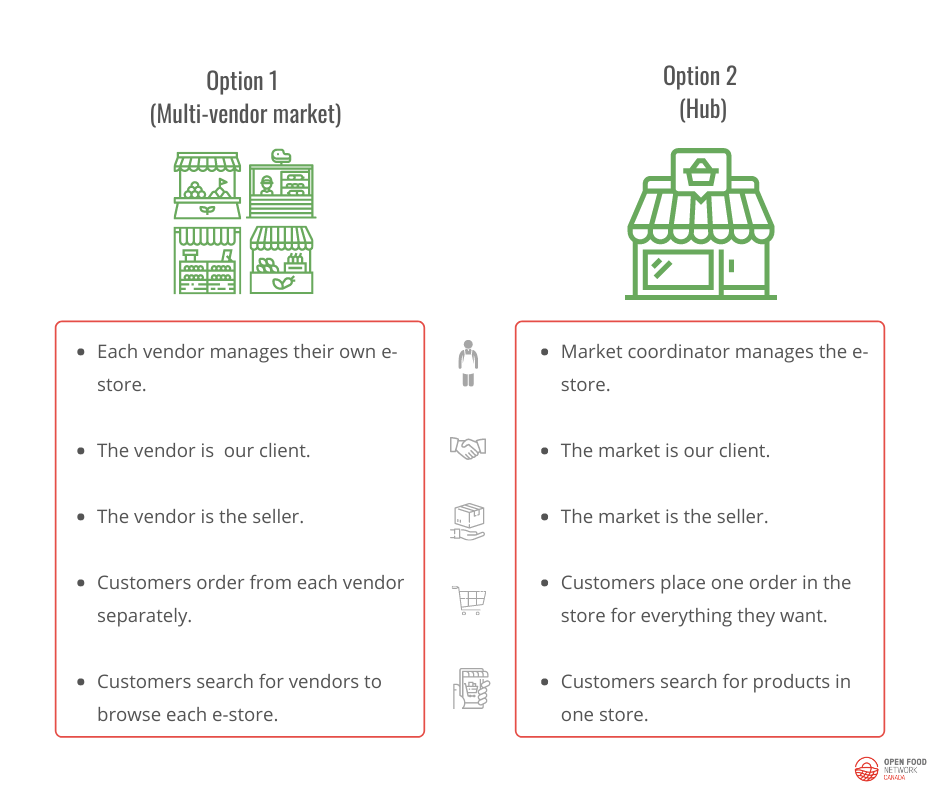 Option 1
(Multi-vendor market)
Option 2
(Hub)
• Each vendor manages their own e-
store.
• The vendor is  our client.
• The vendor is the seller.
• Customers order from each vendor
separately.
• Customers search for vendors to
browse each e-store.
• Market coordinator manages the e-
store.
• The market is our client.
• The market is the seller.
• Customers place one order in the
store for everything they want.
• Customers search for products in
one store.
OPEN FOOD
NETWORK
CANADA